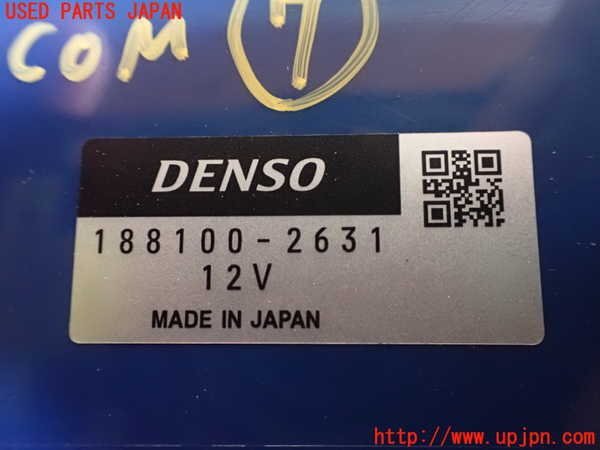 USED PARTS JAPAN
COM 7
DENSO
188100-2631
12V
MADE IN JAPAN
http://www.upjpn.com/